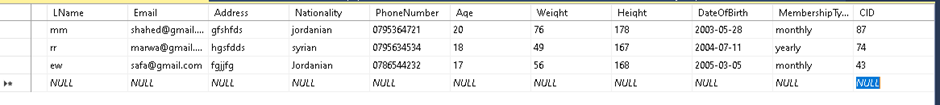 LName Email Address Nationality PhoneNumber Age Weight Height DateOfBirth MembershipTy... CID
mm shahed@gmail.... gfshfds jordanian 0795364721 20 76 178 2003-05-28 monthly 87
rr marwa@gmail.... hgsfdds syrian 0795634534 18 49 167 2004-07-11 yearly 74
ew safa@gmail.com fgjjfg Jordanian 0786544232 17 56 168 2005-03-05 monthly 43
NULL NULL NULL NULL NULL NULL NULL NULL NULL NULL NULL